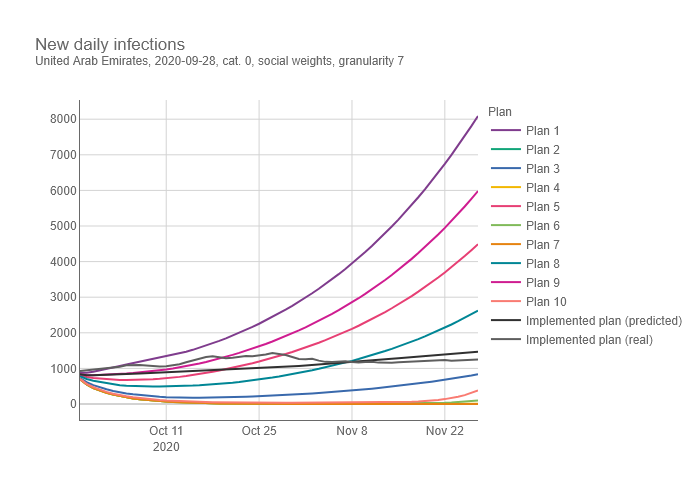 New daily infections
United Arab Emirates, 2020-09-28, cat. 0, social weights, granularity 7
8000
7000
6000
5000
4000
3000
2000
1000
0
Oct 11
2020
Oct 25
Nov 8
Nov 22
Plan
Plan 1
Plan 2
Plan 3
Plan 4
Plan 5
Plan 6
Plan 7
Plan 8
Plan 9
Plan 10
Implemented plan (predicted)
Implemented plan (real)